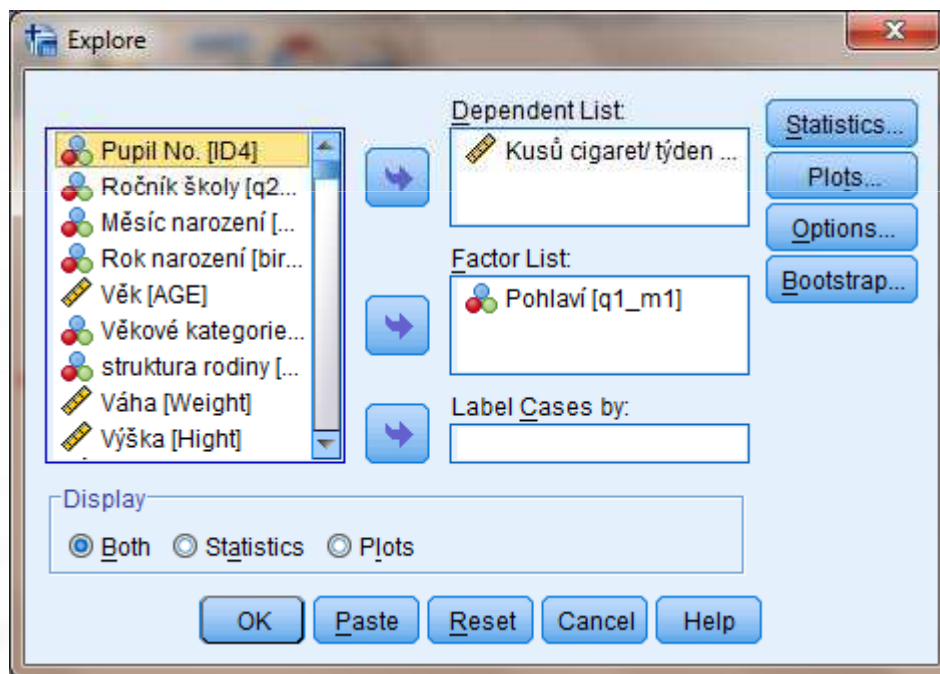 Explore
Pupil No. [ID4]
Ročník školy [q2...
Měsíc narození [...
Rok narození [bir...
Věk [AGE]
Věkové kategorie...
struktura rodiny [...
Váha [Weight]
Výška [Hight]
Dependent List:
Kusů cigaret/ týden ...
Factor List:
Pohlaví [q1_m1]
Label Cases by:
Statistics...
Plots...
Options...
Bootstrap...
Display
Both Statistics Plots
OK Paste Reset Cancel Help